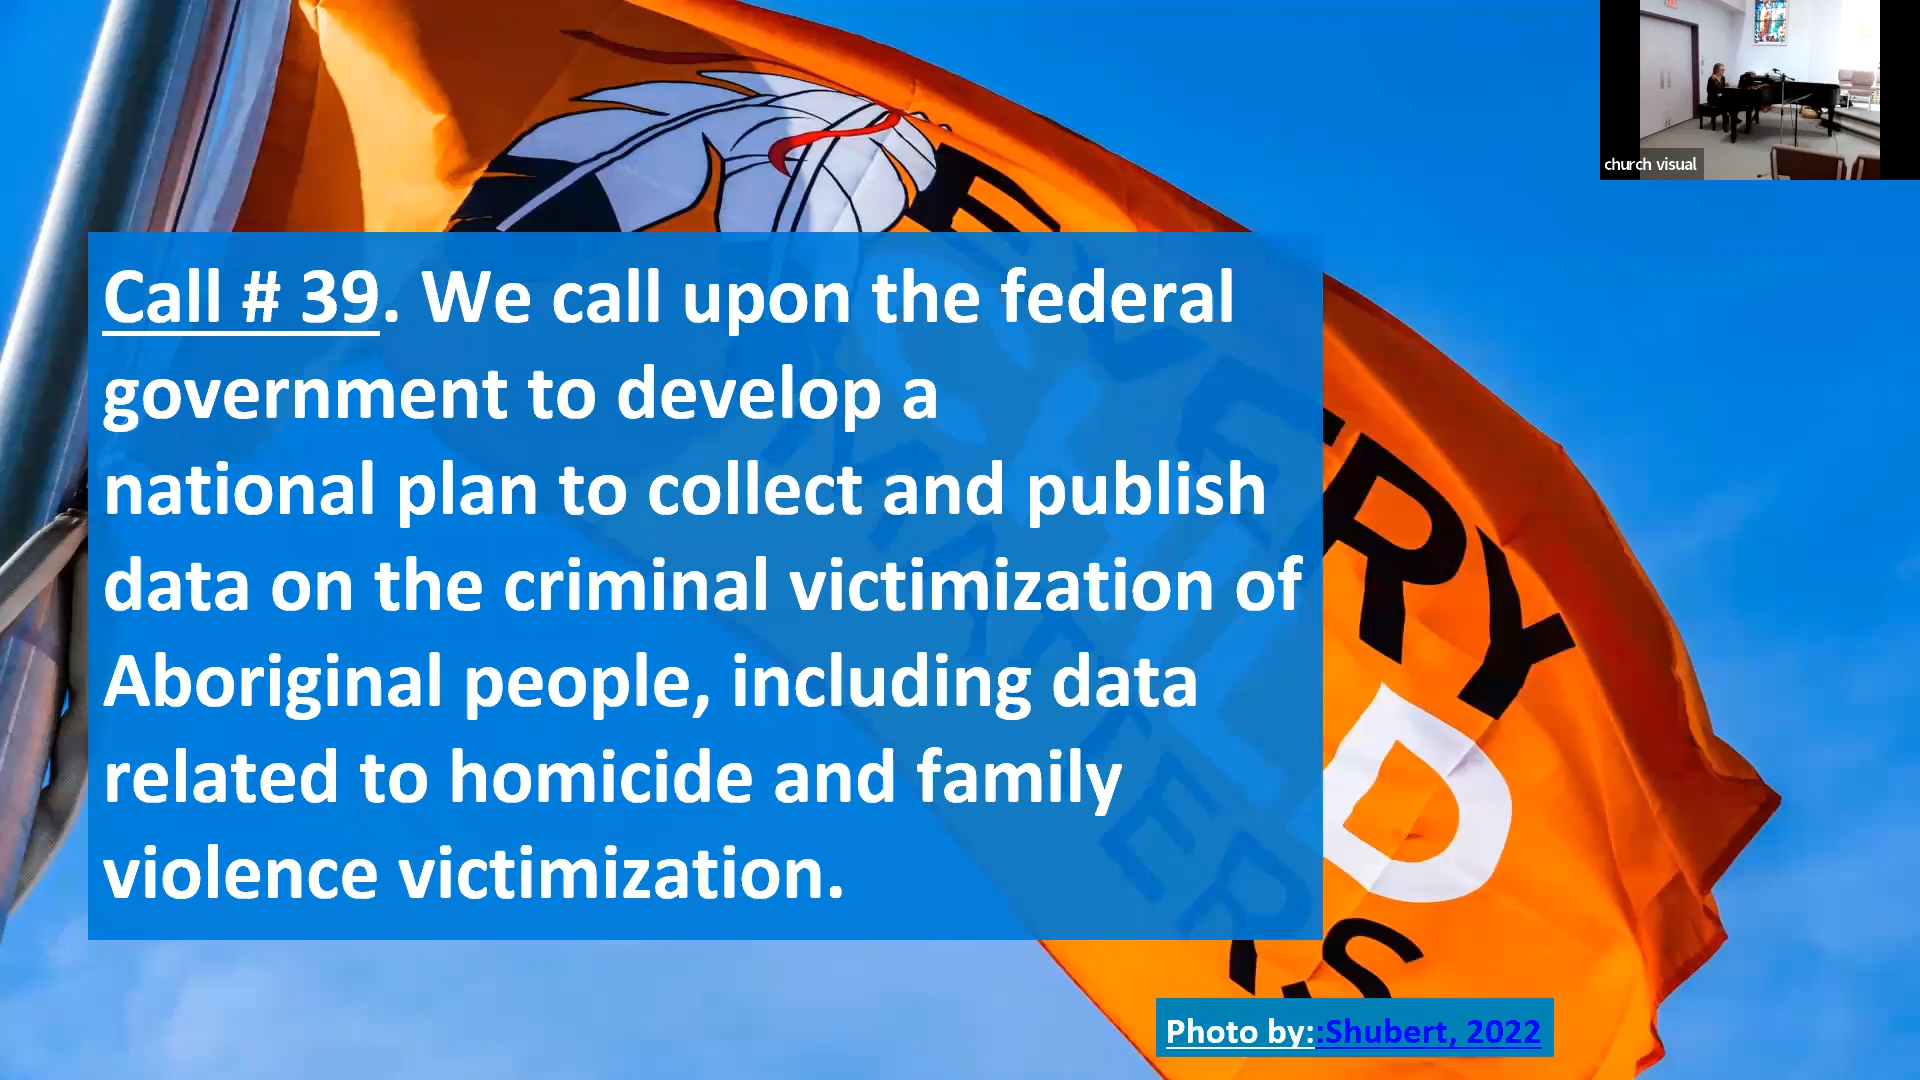 church visual
Call # 39. We call upon the federal
government to develop a
national plan to collect and publish
data on the criminal victimization of
Aboriginal people, including data
related to homicide and family
violence victimization.
EVERY
MATTERS
Photo by::Shubert, 2022